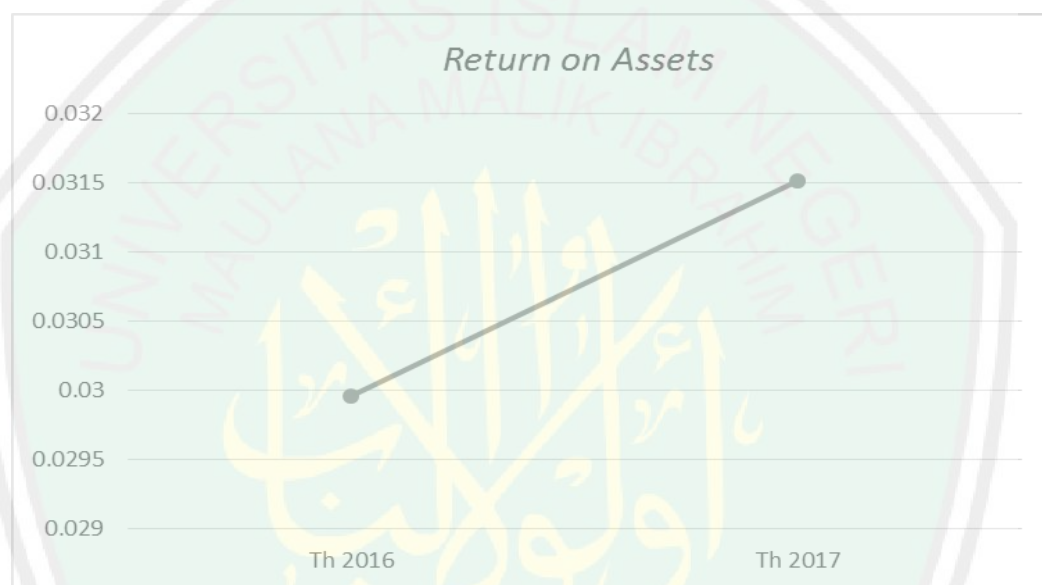 UNIVERSITAS ISLAM NEGERI
MAULANA MALIK IBRAHIM
Return on Assets
0.032
0.0315
0.031
0.0305
0.03
0.0295
0.029
Th 2016
Th 2017